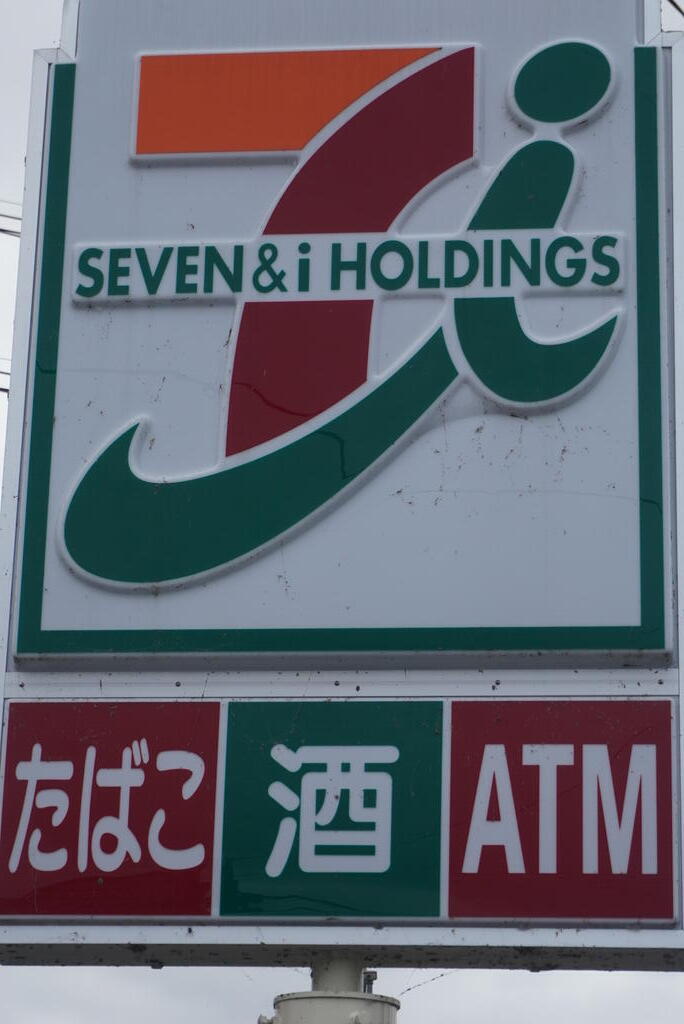 SEVEN & i HOLDINGS
たばこ 酒 ATM